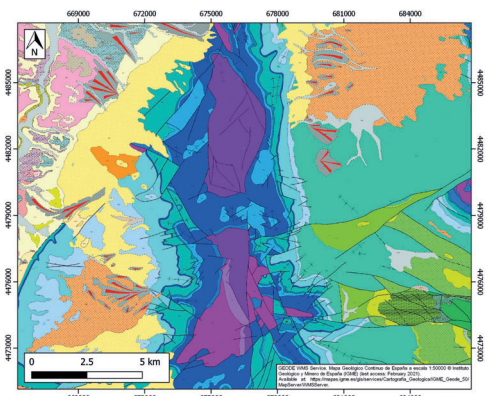 669000 672000 675000 678000 681000 684000
N
4485000 4485000
4482000 4482000
4479000 4479000
4476000 4476000
4473000 4473000
0 2.5 5 km
GEODE WMS Service. Mapa Geológico Continuo de España a escala 1:50000 © Instituto
Geológico y Minero de España (IGME) (last access: February 2021).
Available at: https://mapas.igme.es/gis/services/Cartografia_Geologica/IGME_Geode_50/
MapServer/WMSServer.